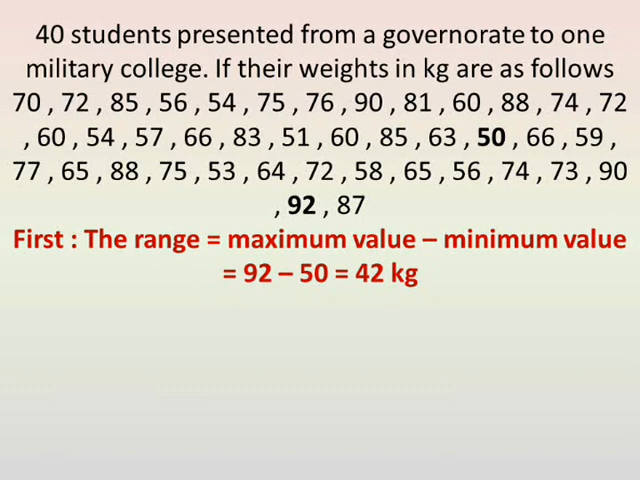 40 students presented from a governorate to one
military college. If their weights in kg are as follows
70 , 72 , 85 , 56 , 54 , 75 , 76 , 90 , 81 , 60 , 88 , 74 , 72
, 60 , 54 , 57 , 66 , 83 , 51 , 60 , 85 , 63 , 50 , 66 , 59 ,
77 , 65 , 88 , 75 , 53 , 64 , 72 , 58 , 65 , 56 , 74 , 73 , 90
, 92 , 87
First : The range = maximum value – minimum value
= 92 – 50 = 42 kg